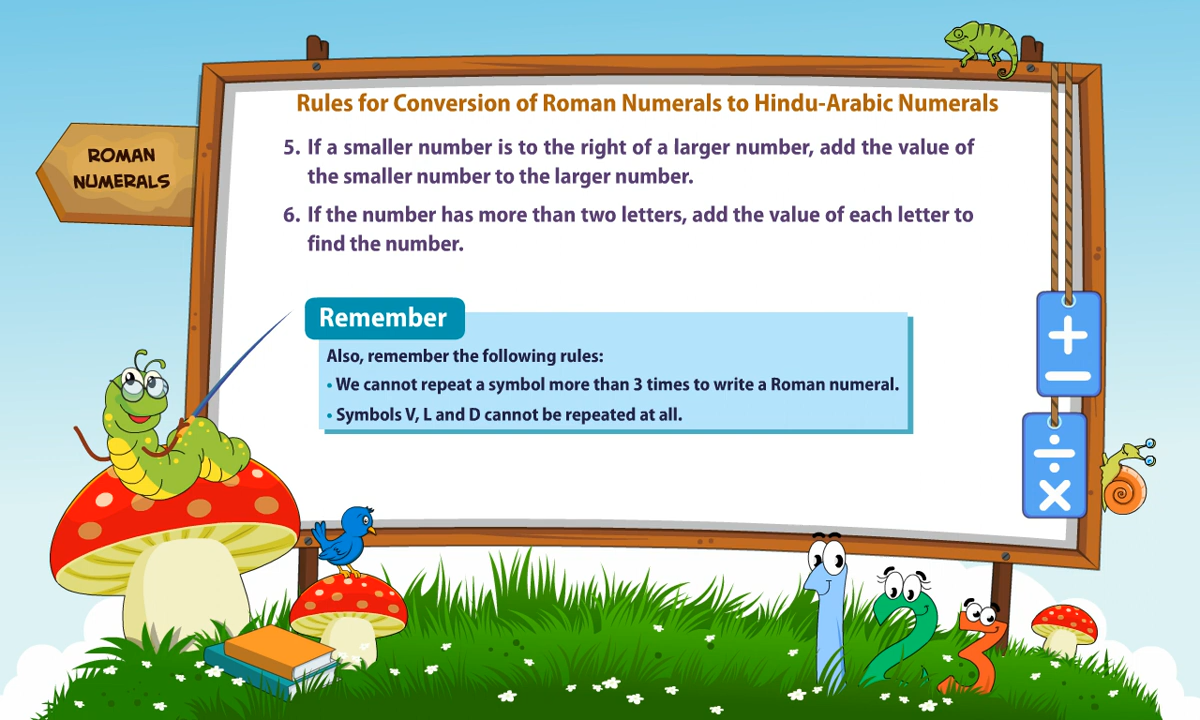 Rules for Conversion of Roman Numerals to Hindu-Arabic Numerals
ROMAN
NUMERALS
5. If a smaller number is to the right of a larger number, add the value of
the smaller number to the larger number.
6. If the number has more than two letters, add the value of each letter to
find the number.
Remember
Also, remember the following rules:
• We cannot repeat a symbol more than 3 times to write a Roman numeral.
• Symbols V, L and D cannot be repeated at all.
+
−
÷
×
1 2 3